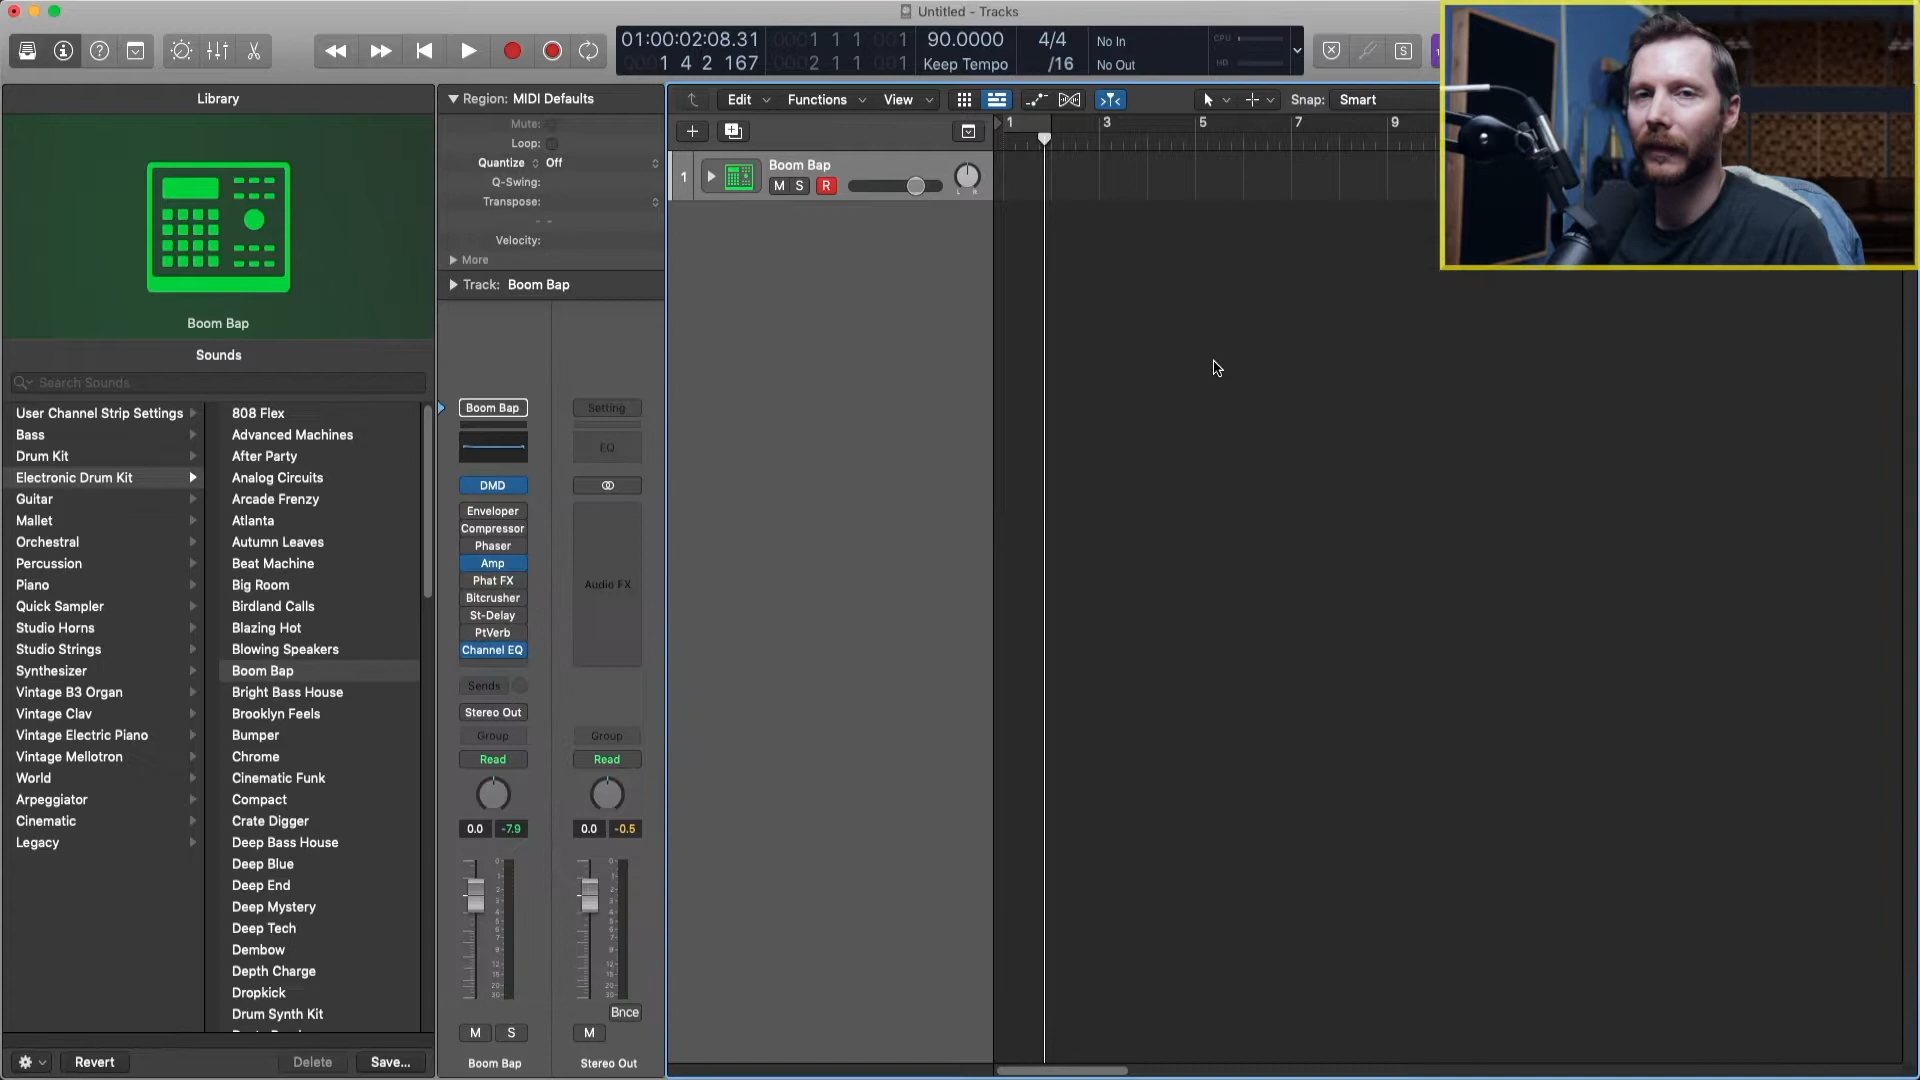 Untitled - Tracks
01:00:02:08.31
1 4 2 167
1 1 001
2 1 1 001
90.0000
Keep Tempo
4/4
/16
No In
No Out
CPU
HD
S
Library
Boom Bap
Sounds
Search Sounds
User Channel Strip Settings
Bass
Drum Kit
Electronic Drum Kit
Guitar
Mallet
Orchestral
Percussion
Piano
Quick Sampler
Studio Horns
Studio Strings
Synthesizer
Vintage B3 Organ
Vintage Clav
Vintage Electric Piano
Vintage Mellotron
World
Arpeggiator
Cinematic
Legacy
808 Flex
Advanced Machines
After Party
Analog Circuits
Arcade Frenzy
Atlanta
Autumn Leaves
Beat Machine
Big Room
Birdland Calls
Blazing Hot
Blowing Speakers
Boom Bap
Bright Bass House
Brooklyn Feels
Bumper
Chrome
Cinematic Funk
Compact
Crate Digger
Deep Bass House
Deep Blue
Deep End
Deep Mystery
Deep Tech
Dembow
Depth Charge
Dropkick
Drum Synth Kit
Revert
Delete
Save...
Region: MIDI Defaults
Mute:
Loop:
Quantize Off
Q-Swing:
Transpose:
- -
Velocity:
More
Track: Boom Bap
Boom Bap
Setting
EQ
DMD
Enveloper
Compressor
Phaser
Amp
Phat FX
Bitcrusher
St-Delay
PtVerb
Channel EQ
Audio FX
Sends
Stereo Out
Group
Group
Read
Read
0.0 -7.9
0.0 -0.5
Bnce
M S
M
Boom Bap
Stereo Out
Edit
Functions
View
Snap: Smart
1 3 5 7 9
1
Boom Bap
M S R
L R